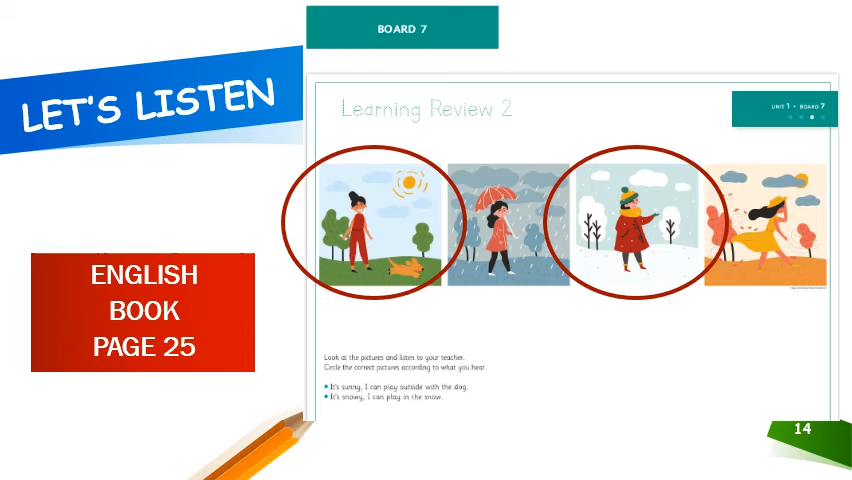 BOARD 7
LET'S LISTEN
Learning Review 2
UNIT 1 • BOARD 7
ENGLISH
BOOK
PAGE 25
Look at the pictures and listen to your teacher.
Circle the correct pictures according to what you hear.
• It's sunny, I can play outside with the dog.
• It's snowy, I can play in the snow.
14